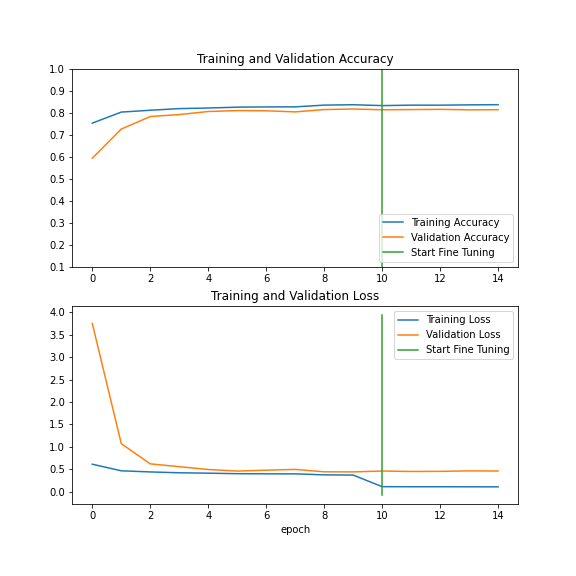 Training and Validation Accuracy
1.0
0.9
0.8
0.7
0.6
0.5
0.4
0.3
0.2
0.1
Training Accuracy
Validation Accuracy
Start Fine Tuning
0 2 4 6 8 10 12 14
Training and Validation Loss
4.0
3.5
3.0
2.5
2.0
1.5
1.0
0.5
0.0
Training Loss
Validation Loss
Start Fine Tuning
0 2 4 6 8 10 12 14
epoch